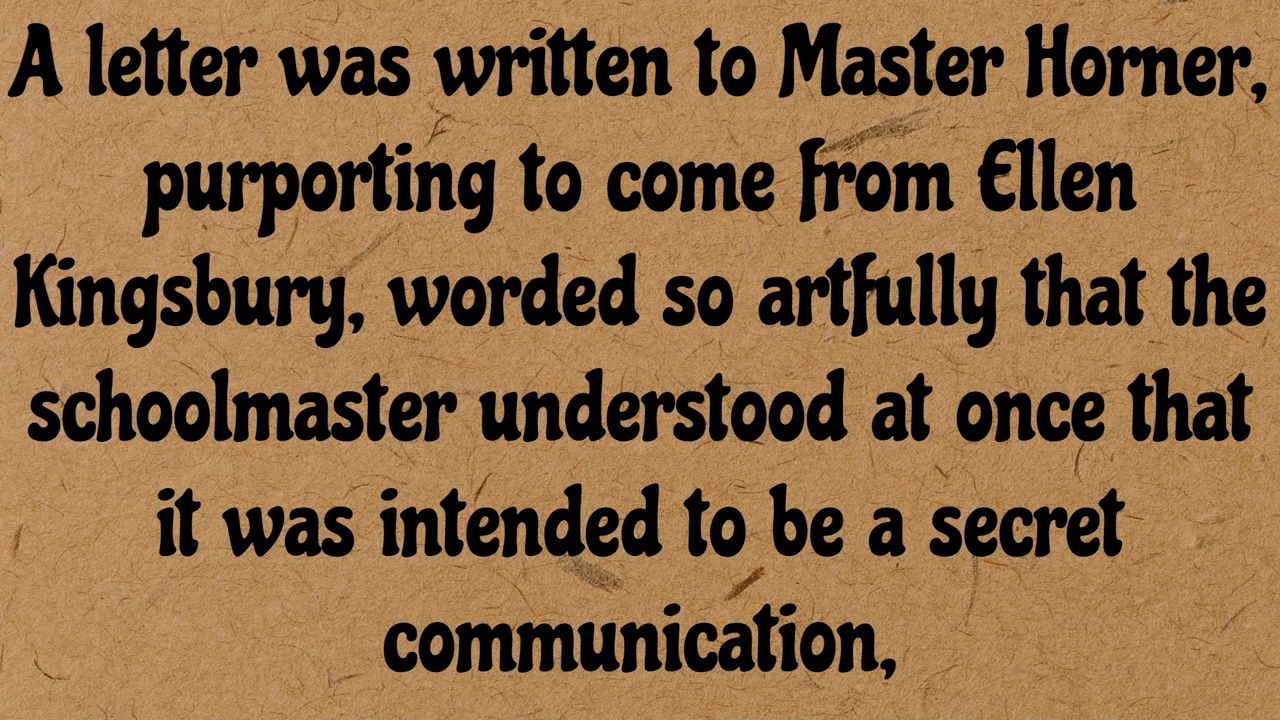 A letter was written to Master Horner,
purporting to come from Ellen
Kingsbury, worded so artfully that the
schoolmaster understood at once that
it was intended to be a secret
communication,